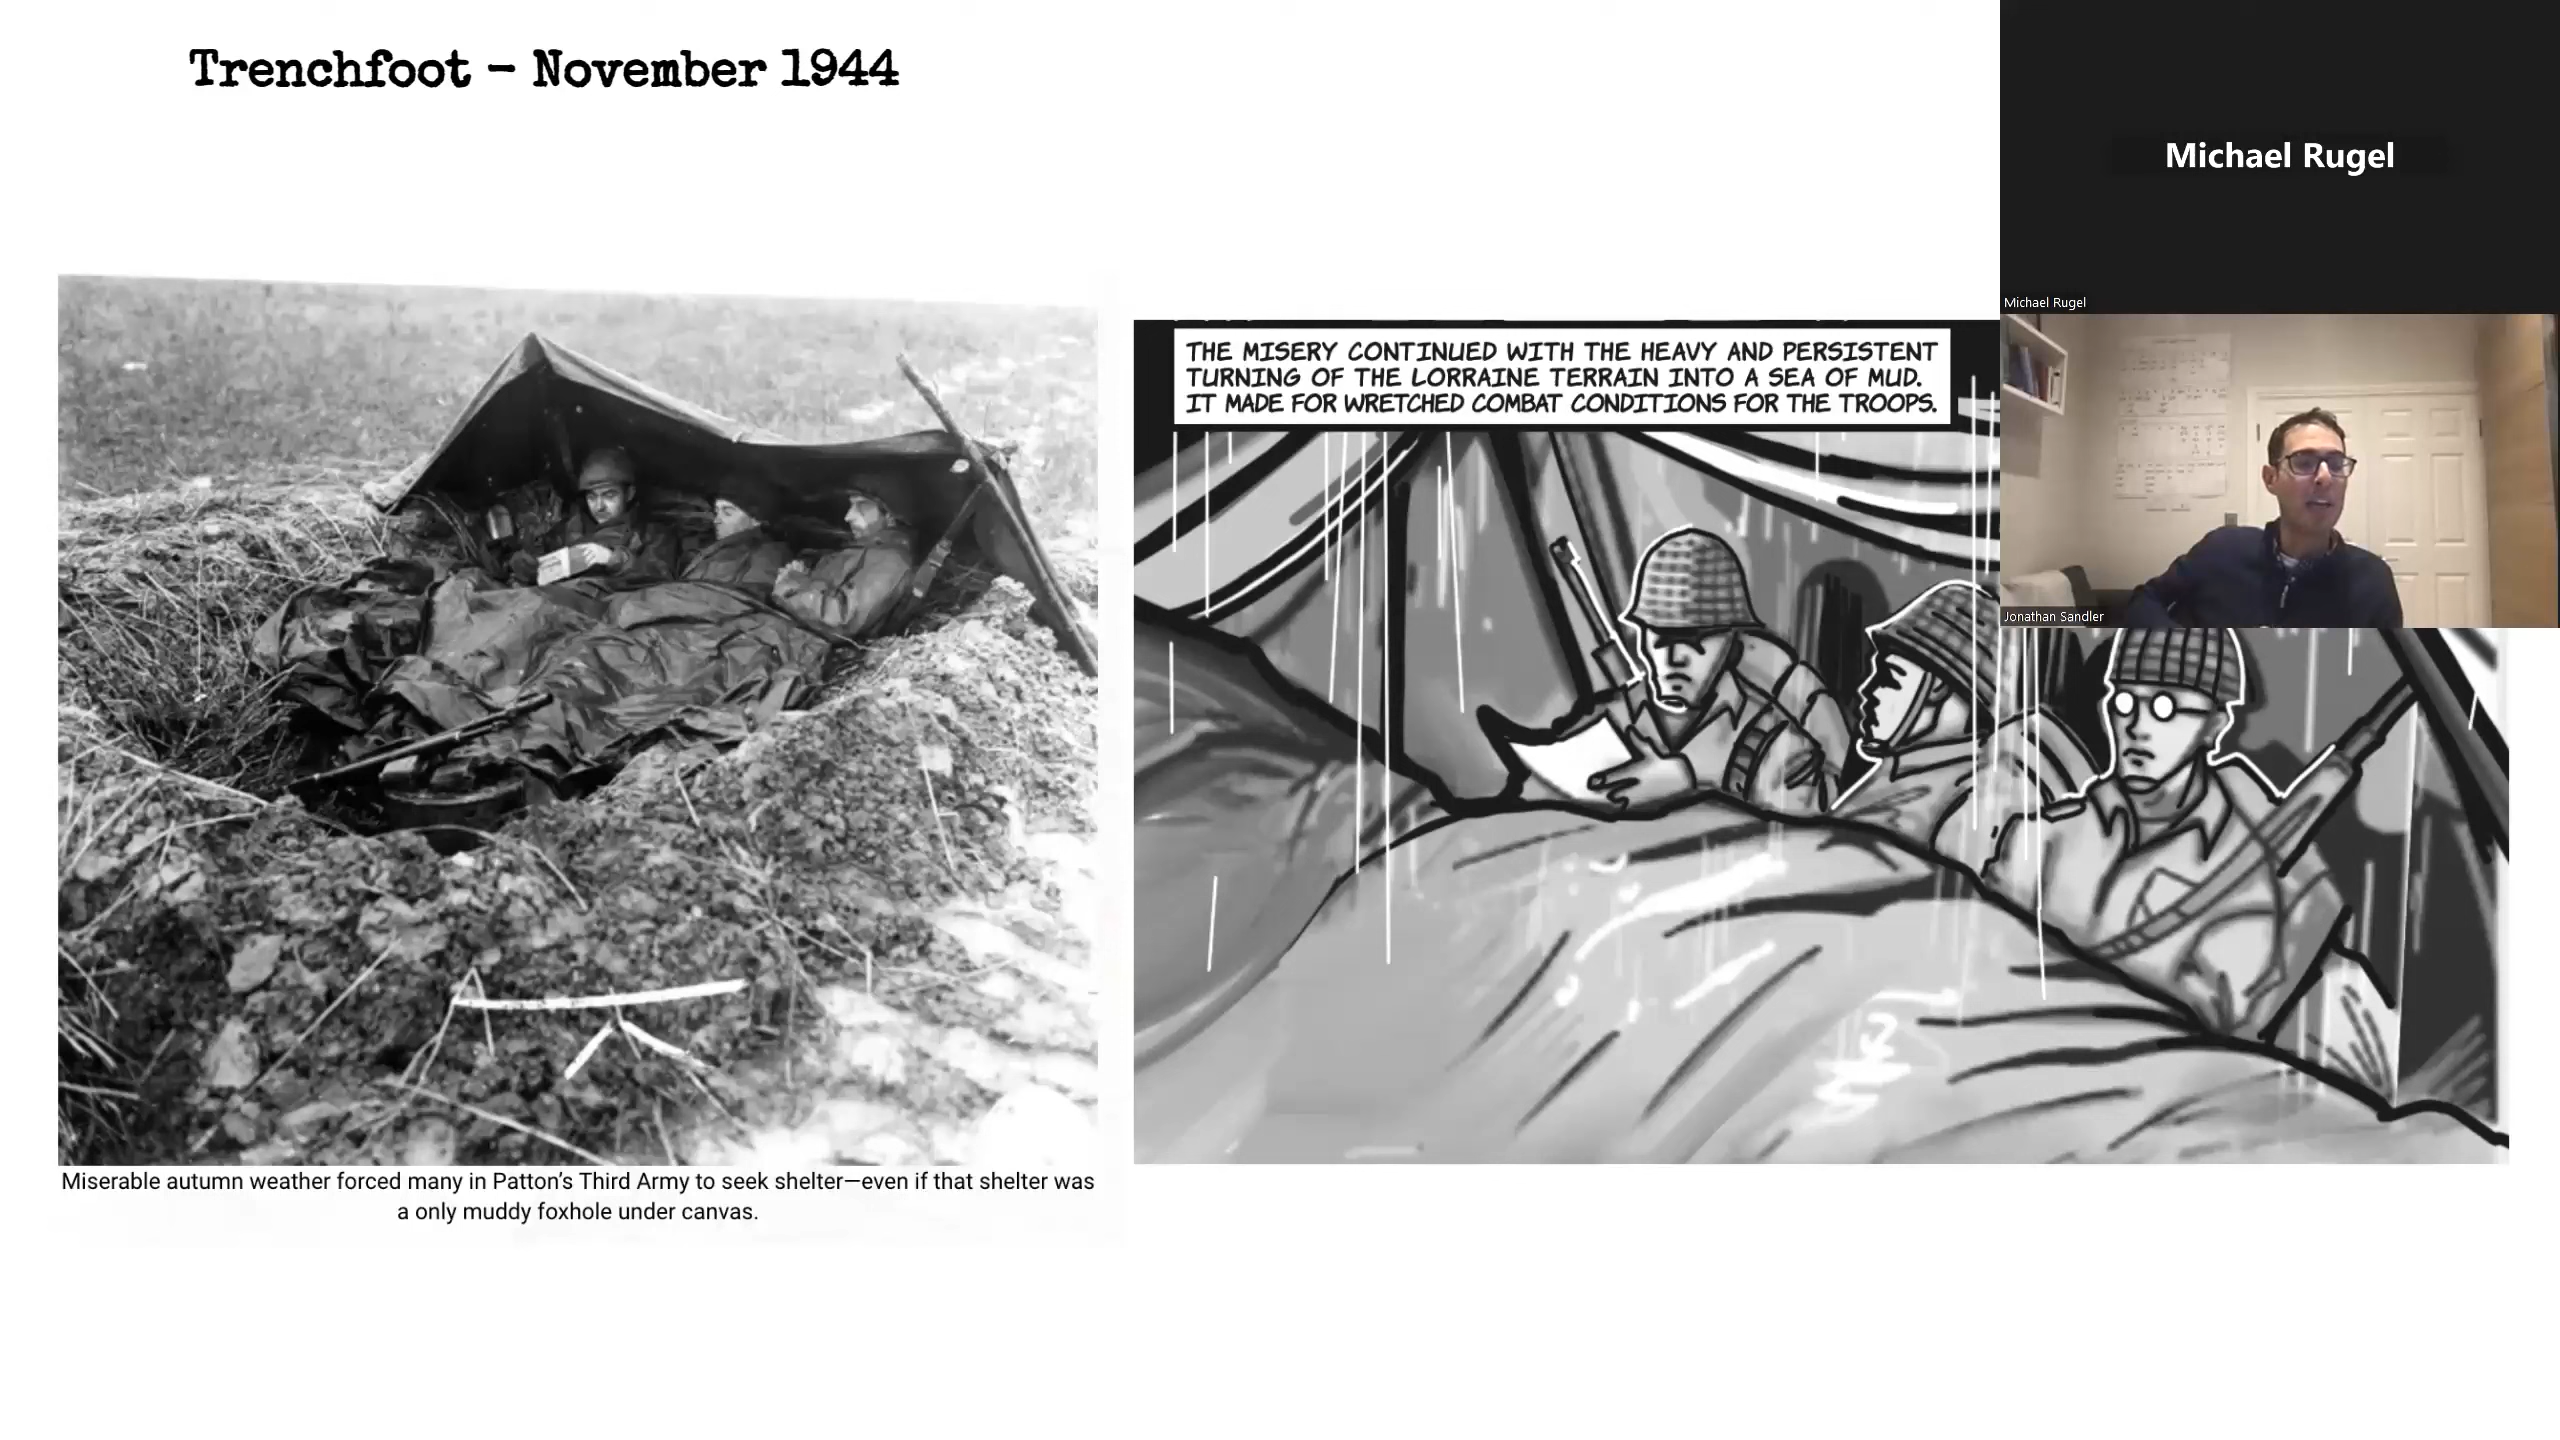 Trenchfoot – November 1944
Michael Rugel
Michael Rugel
Jonathan Sandler
THE MISERY CONTINUED WITH THE HEAVY AND PERSISTENT
TURNING OF THE LORRAINE TERRAIN INTO A SEA OF MUD.
IT MADE FOR WRETCHED COMBAT CONDITIONS FOR THE TROOPS.
Miserable autumn weather forced many in Patton's Third Army to seek shelter—even if that shelter was
a only muddy foxhole under canvas.